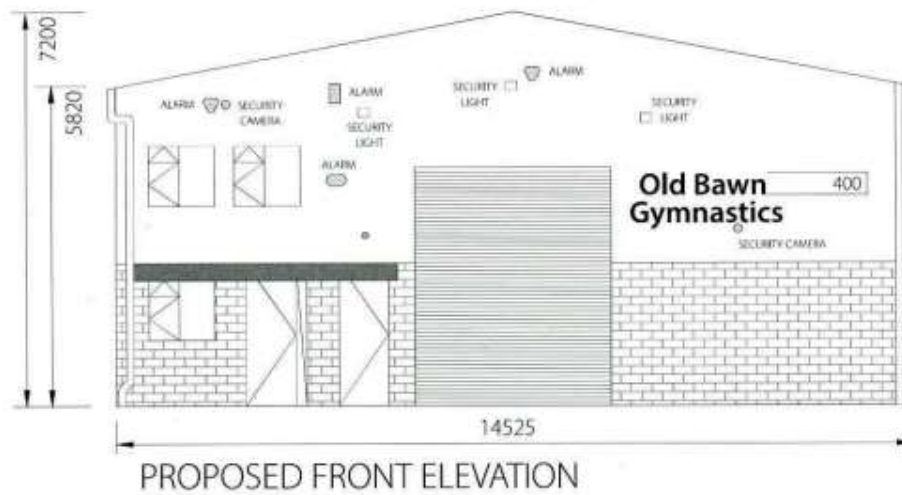 7200
5820
ALARM
SECURITY
CAMERA
ALARM
SECURITY
LIGHT
ALARM
SECURITY
LIGHT
ALARM
SECURITY
LIGHT
Old Bawn
Gymnastics
400
SECURITY CAMERA
14525
PROPOSED FRONT ELEVATION